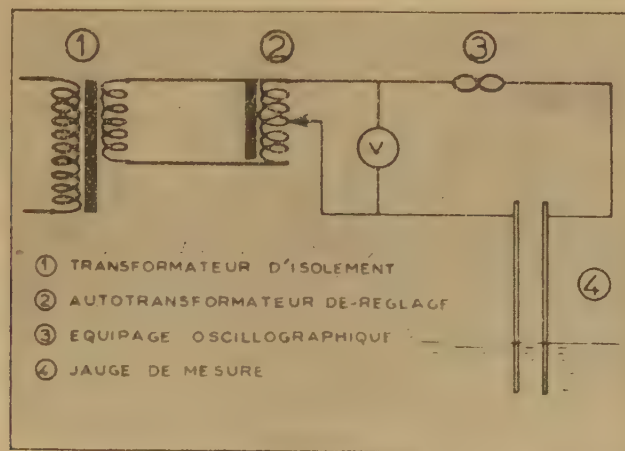 ① ② ③
V
④
① TRANSFORMATEUR D'ISOLEMENT
② AUTOTRANSFORMATEUR DE-REGLAGE
③ EQUIPAGE OSCILLOGRAPHIQUE
④ JAUGE DE MESURE